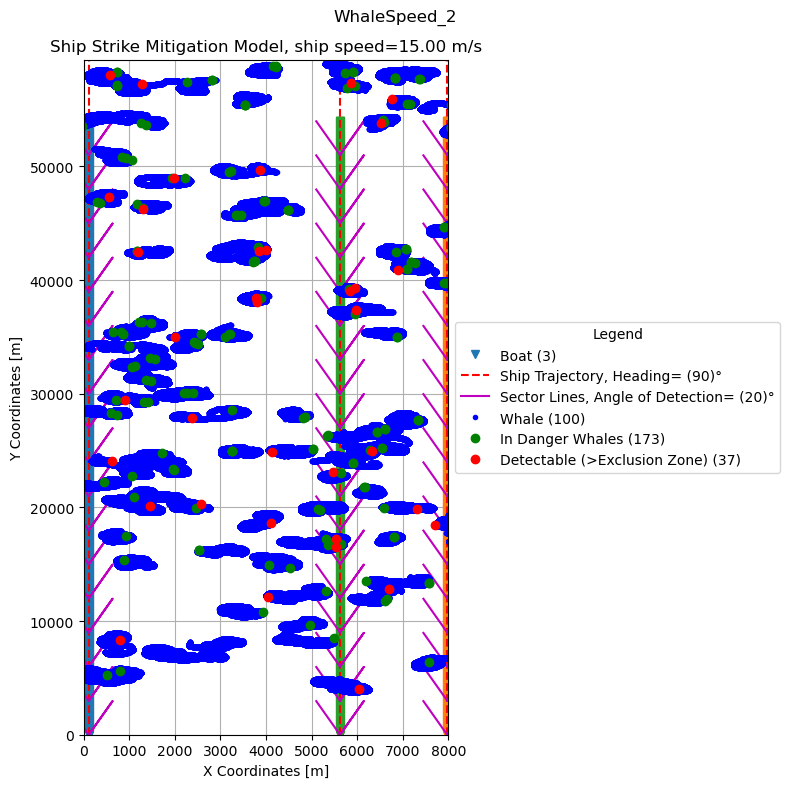 WhaleSpeed_2
Ship Strike Mitigation Model, ship speed=15.00 m/s
Y Coordinates [m]
50000
40000
30000
20000
10000
0
0 1000 2000 3000 4000 5000 6000 7000 8000
X Coordinates [m]
Legend
Boat (3)
Ship Trajectory, Heading= (90)°
Sector Lines, Angle of Detection= (20)°
Whale (100)
In Danger Whales (173)
Detectable (>Exclusion Zone) (37)